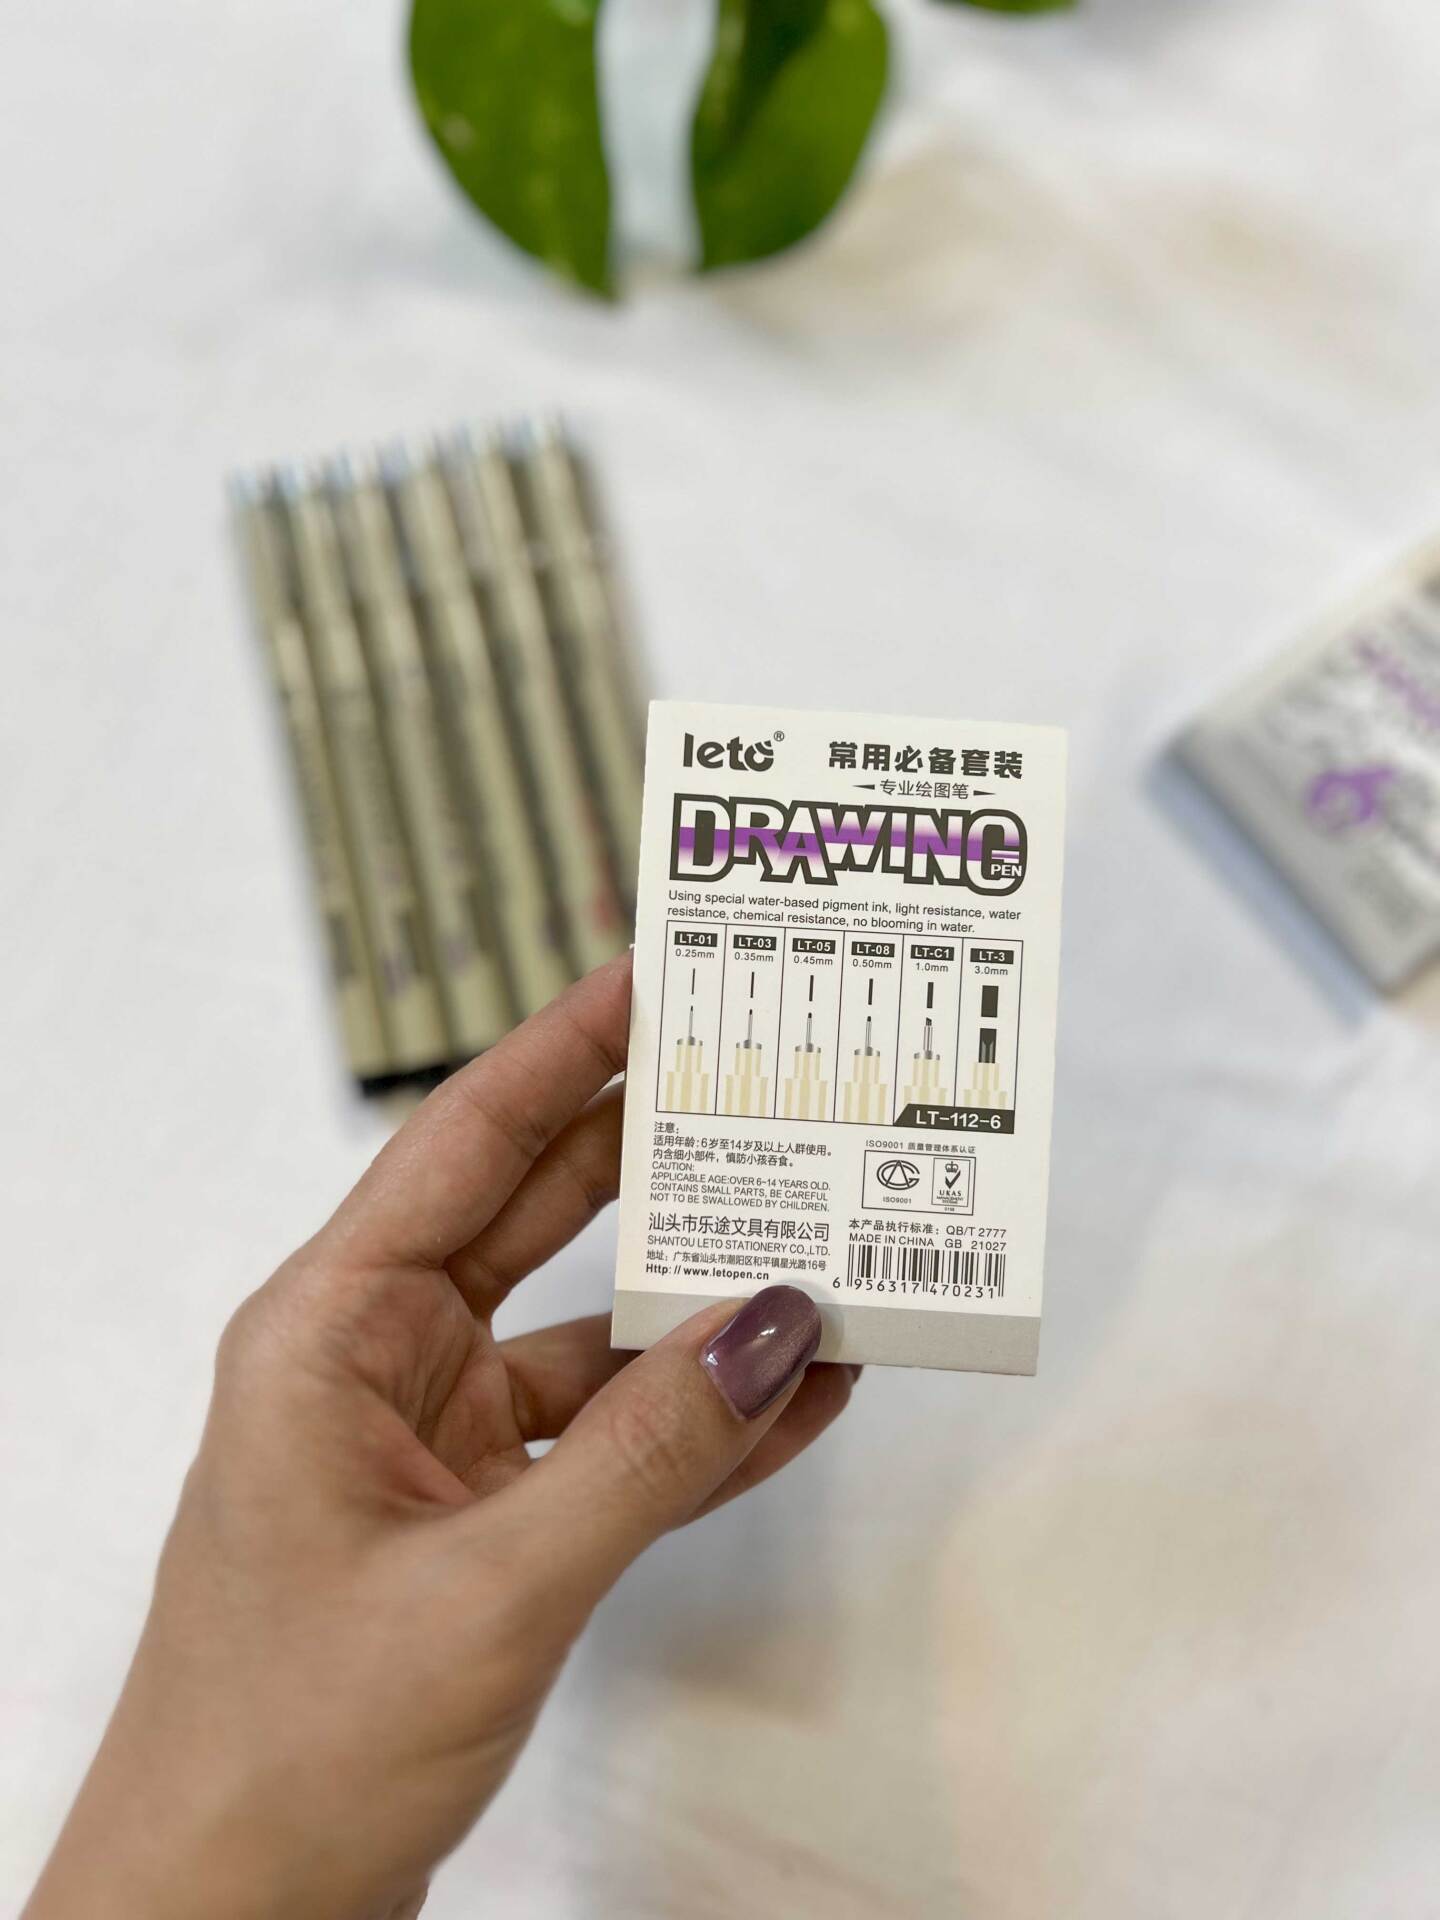 leto®
常用必备套装
专业绘图笔
DRAWING
PEN
Using special water-based pigment ink, light resistance, water
resistance, chemical resistance, no blooming in water.
LT-01 LT-03 LT-05 LT-08 LT-C1 LT-3
0.25mm 0.35mm 0.45mm 0.50mm 1.0mm 3.0mm
LT-112-6
注意：
适用年龄：6岁至14岁及以上人群使用。
内含细小部件，慎防小孩吞食。
CAUTION:
APPLICABLE AGE:OVER 6-14 YEARS OLD.
CONTAINS SMALL PARTS, BE CAREFUL
NOT TO BE SWALLOWED BY CHILDREN.
ISO9001 质量管理体系认证
ISO9001
UKAS
MANAGEMENT
SYSTEMS
汕头市乐途文具有限公司
SHANTOU LETO STATIONERY CO.,LTD.
地址：广东省汕头市潮阳区和平镇星光路16号
Http: // www.letopen.cn
本产品执行标准：QB/T 2777
MADE IN CHINA GB 21027
6 956317 470231